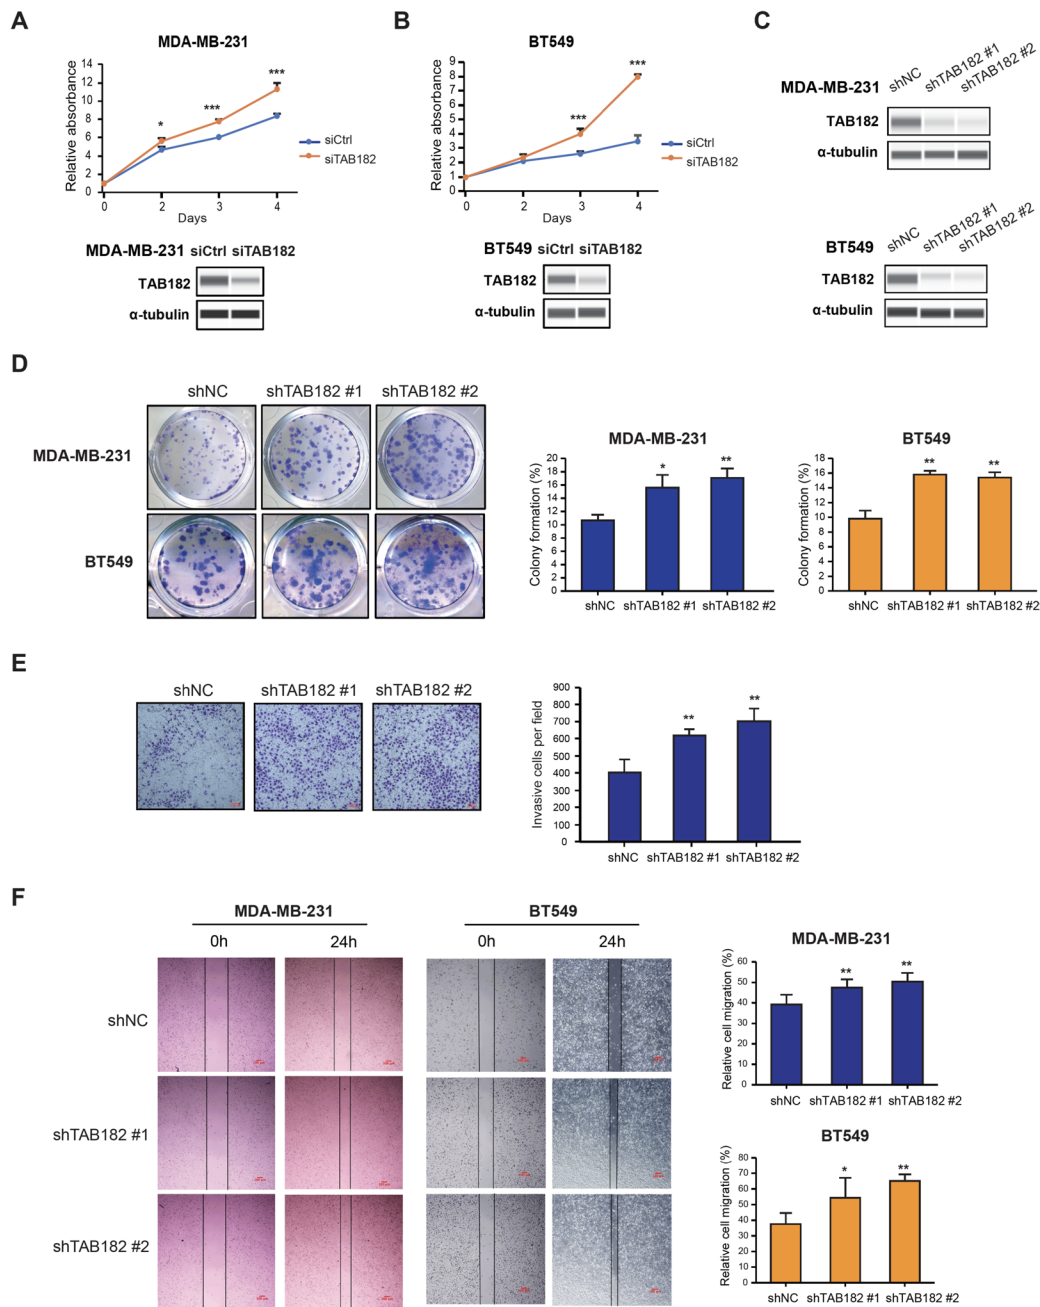 A
MDA-MB-231
Relative absorbance
14
12
10
8
6
4
2
0
*
***
***
siCtrl
siTAB182
0
2
3
4
Days
MDA-MB-231 siCtrl siTAB182
TAB182
α-tubulin
B
BT549
Relative absorbance
9
8
7
6
5
4
3
2
1
0
***
***
siCtrl
siTAB182
0
2
3
4
Days
BT549 siCtrl siTAB182
TAB182
α-tubulin
C
MDA-MB-231
shNC
shTAB182 #1
shTAB182 #2
TAB182
α-tubulin
BT549
shNC
shTAB182 #1
shTAB182 #2
TAB182
α-tubulin
D
shNC shTAB182 #1 shTAB182 #2
MDA-MB-231
BT549
MDA-MB-231
Colony formation (%)
20
18
16
14
12
10
8
6
4
2
0
*
**
shNC shTAB182 #1 shTAB182 #2
BT549
Colony formation (%)
18
16
14
12
10
8
6
4
2
0
**
**
shNC shTAB182 #1 shTAB182 #2
E
shNC shTAB182 #1 shTAB182 #2
Invasive cells per field
900
800
700
600
500
400
300
200
100
0
**
**
shNC shTAB182 #1 shTAB182 #2
F
MDA-MB-231
0h 24h
BT549
0h 24h
shNC
shTAB182 #1
shTAB182 #2
MDA-MB-231
Relative cell migration (%)
60
50
40
30
20
10
0
**
**
shNC shTAB182 #1 shTAB182 #2
BT549
Relative cell migration (%)
80
70
60
50
40
30
20
10
0
*
**
shNC shTAB182 #1 shTAB182 #2